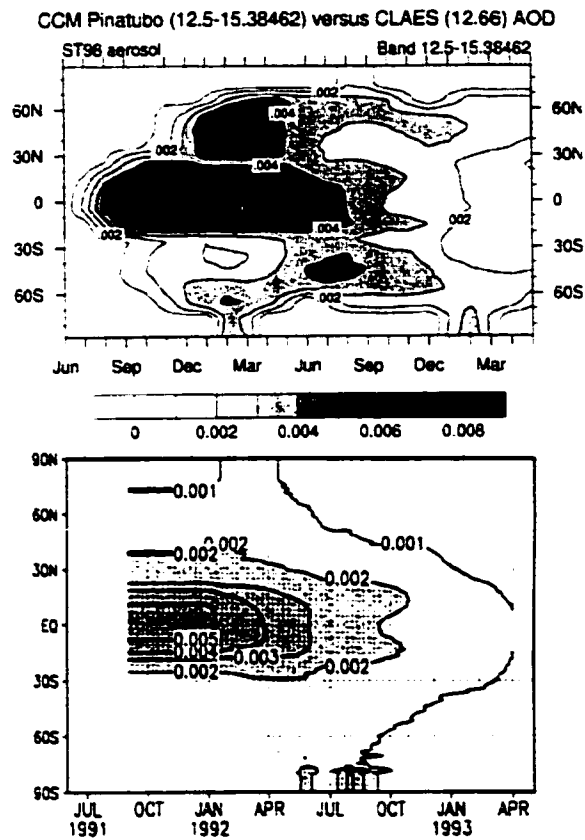 CCM Pinatubo (12.5-15.38462) versus CLAES (12.66) AOD
ST98 aerosol Band 12.5-15.38462
.002
60N .004 60N
30N .002 .004 30N
0 0
.002
.002 .004
30S 30S
60S .002 60S
Jun Sep Dec Mar Jun Sep Dec Mar
0 0.002 0.004 0.006 0.008
90N
0.001
60N
0.002 0.002 0.001
30N 0.002
EQ
0.005
0.004 0.003
0.002 0.002
30S
60S
90S
JUL OCT JAN APR JUL OCT JAN APR
1991 1992 1993